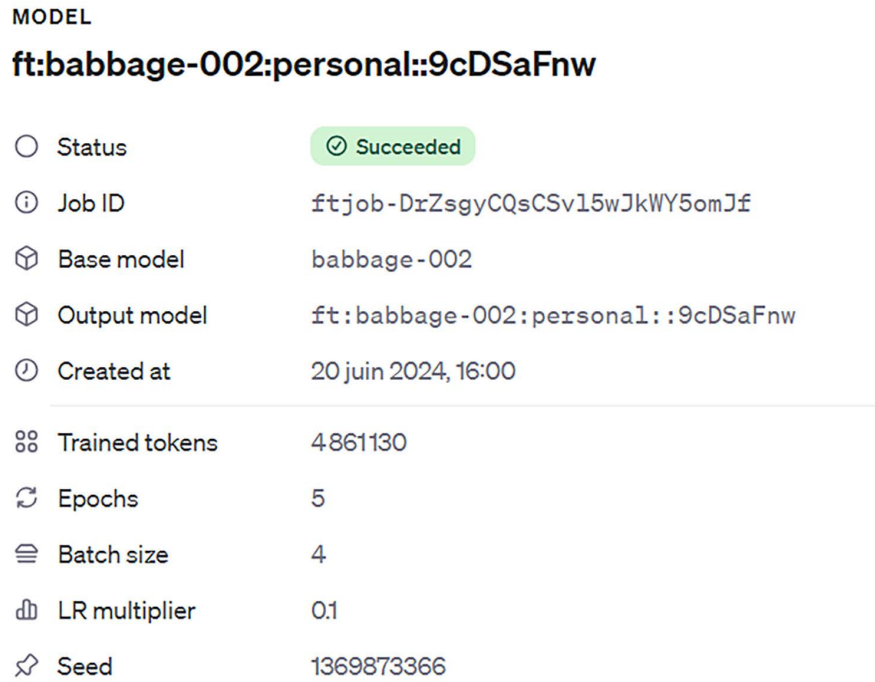 MODEL
ft:babbage-002:personal::9cDSaFnw
Status Succeeded
Job ID ftjob-DrZsgyCQsCSvl5wJkWY5omJf
Base model babbage-002
Output model ft:babbage-002:personal::9cDSaFnw
Created at 20 juin 2024, 16:00
Trained tokens 4 861 130
Epochs 5
Batch size 4
LR multiplier 0.1
Seed 1369873366